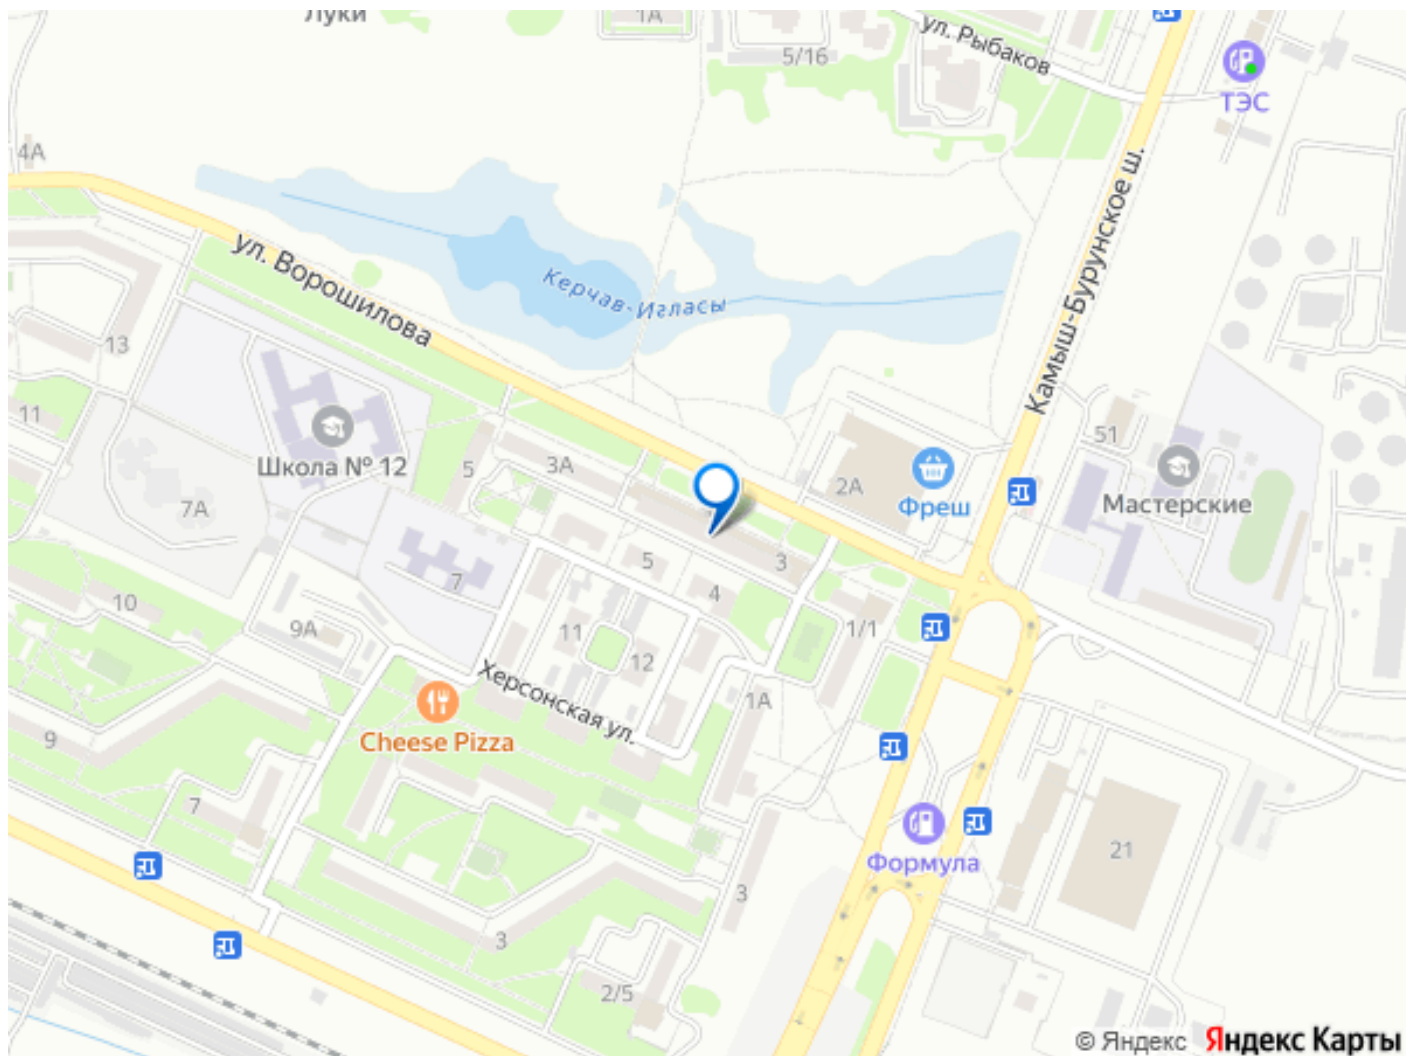 Луки
1А
5/16
ул. Рыбаков
ТЭС
4А
ул. Ворошилова
Керчав-Игласы
Камыш-Бурунское ш.
13
11
Школа № 12
5
3А
7А
2А
Фреш
51
Мастерские
3
5
4
7
10
9А
11
12
1/1
Херсонская ул.
1А
Cheese Pizza
9
7
Формула
21
3
3
2/5
© Яндекс Яндекс Карты